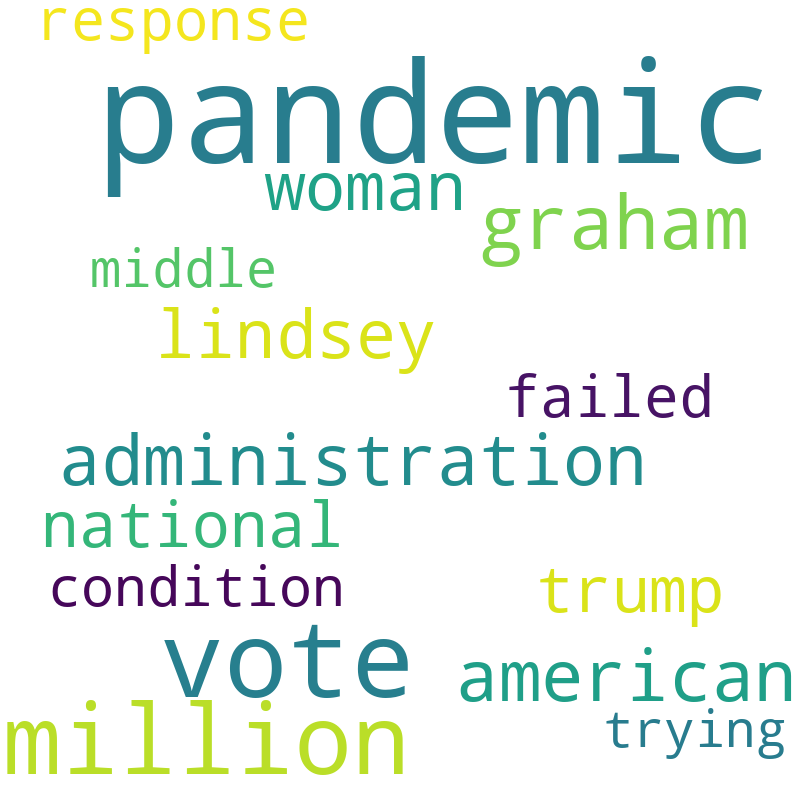 response
pandemic
woman
graham
middle
lindsey
failed
administration
national
condition
trump
vote
american
million
trying